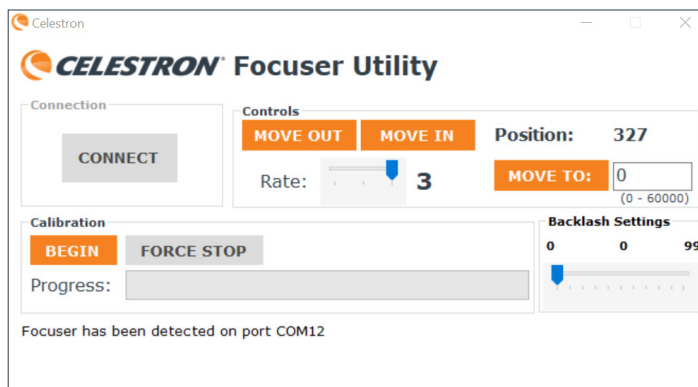 Celestron
CELESTRON Focuser Utility
Connection
CONNECT
Controls
MOVE OUT MOVE IN Position: 327
Rate: 3 MOVE TO: 0
(0 - 60000)
Calibration
BEGIN FORCE STOP
Progress:
Backlash Settings
0 0 99
Focuser has been detected on port COM12